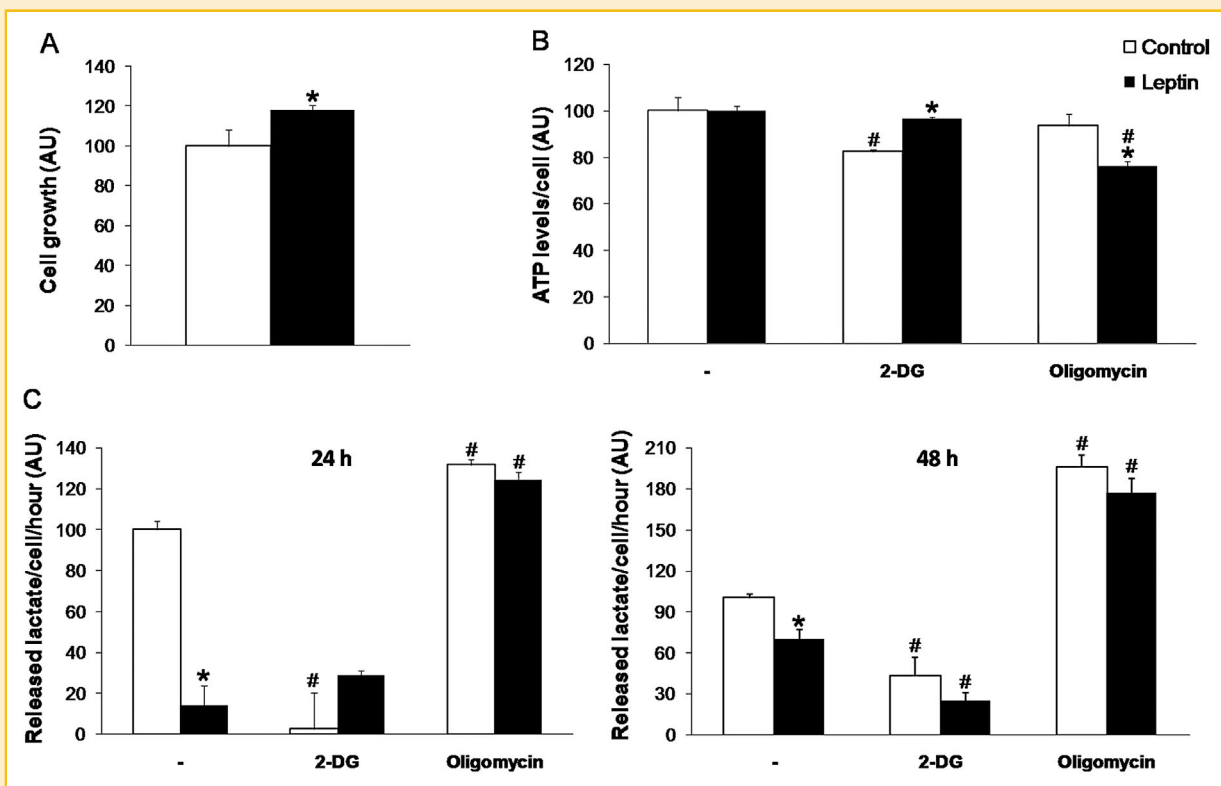 A
Cell growth (AU)
140
120
100
80
60
40
20
0
*
B
ATP levels/cell (AU)
120
100
80
60
40
20
0
Control
Leptin
#
*
#
*
-
2-DG
Oligomycin
C
Released lactate/cell/hour (AU)
140
120
100
80
60
40
20
0
24 h
*
#
#
#
-
2-DG
Oligomycin
Released lactate/cell/hour (AU)
210
180
150
120
90
60
30
0
48 h
*
#
#
#
#
-
2-DG
Oligomycin